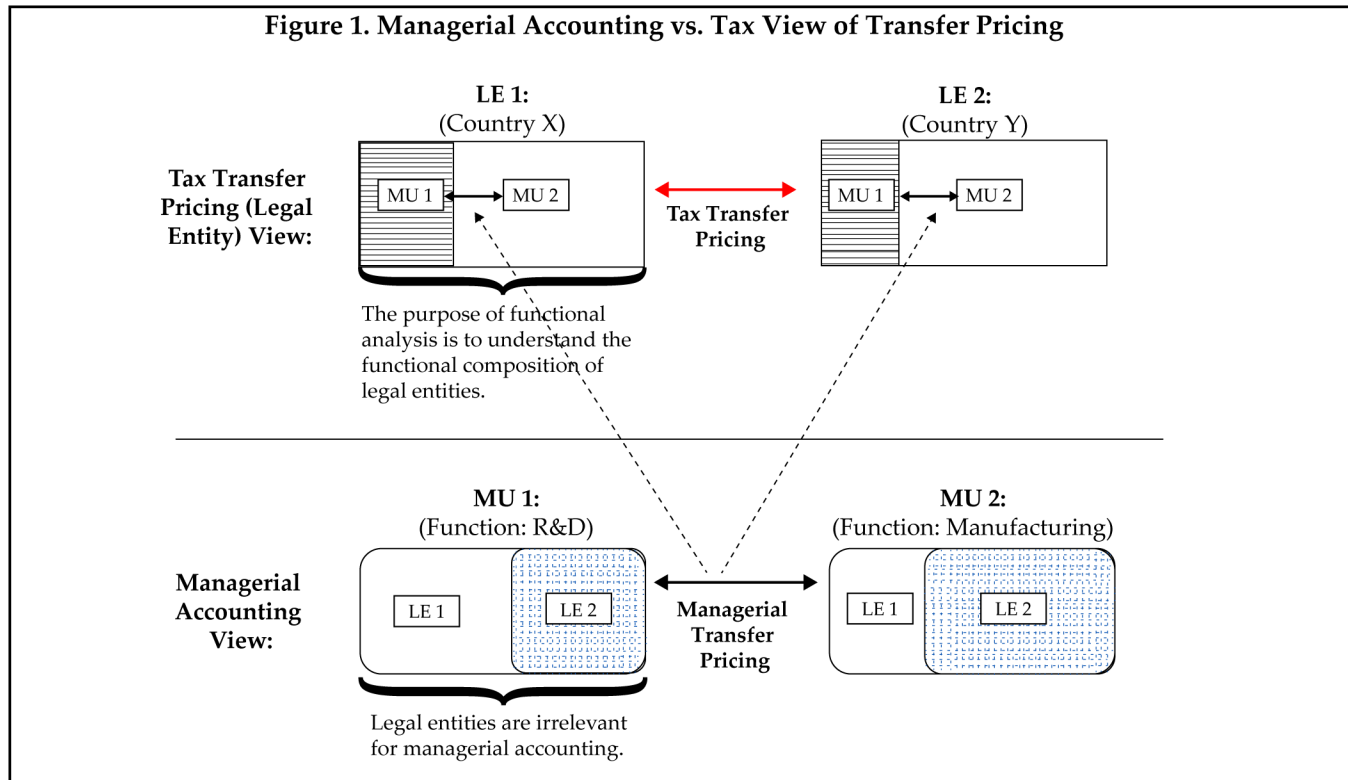 Figure 1. Managerial Accounting vs. Tax View of Transfer Pricing
LE 1:
(Country X)
LE 2:
(Country Y)
Tax Transfer
Pricing (Legal
Entity) View:
MU 1
MU 2
Tax Transfer
Pricing
MU 1
MU 2
The purpose of functional
analysis is to understand the
functional composition of
legal entities.
MU 1:
(Function: R&D)
MU 2:
(Function: Manufacturing)
Managerial
Accounting
View:
LE 1
LE 2
Managerial
Transfer
Pricing
LE 1
LE 2
Legal entities are irrelevant
for managerial accounting.